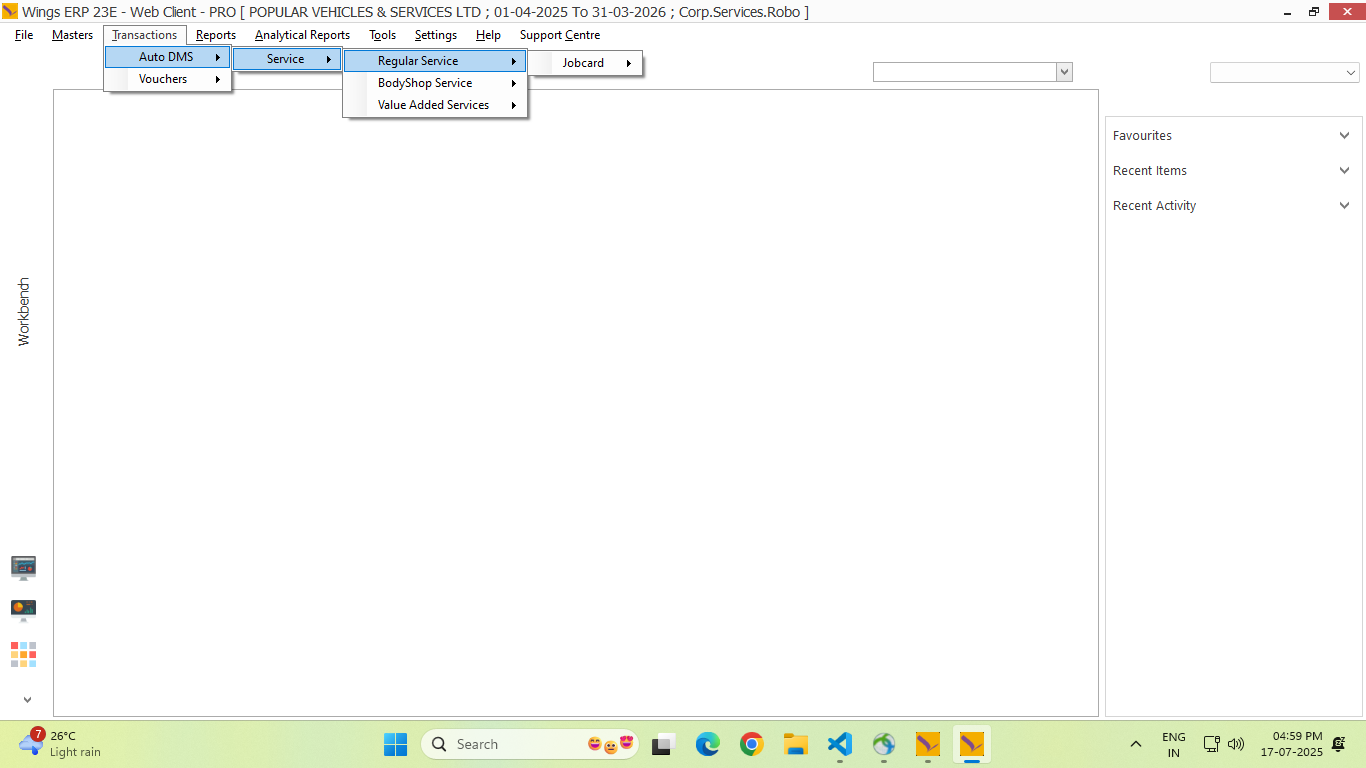 Wings ERP 23E - Web Client - PRO [ POPULAR VEHICLES & SERVICES LTD ; 01-04-2025 To 31-03-2026 ; Corp.Services.Robo ]
File Masters Transactions Reports Analytical Reports Tools Settings Help Support Centre
Auto DMS Service Regular Service Jobcard
Vouchers BodyShop Service
Value Added Services
Favourites
Recent Items
Recent Activity
Workbench
7
26°C
Light rain
Search
ENG
IN
04:59 PM
17-07-2025